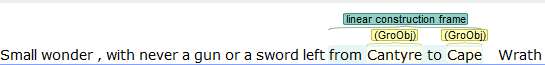 linear construction frame
(GroObj) (GroObj)
Small wonder , with never a gun or a sword left from Cantyre to Cape Wrath